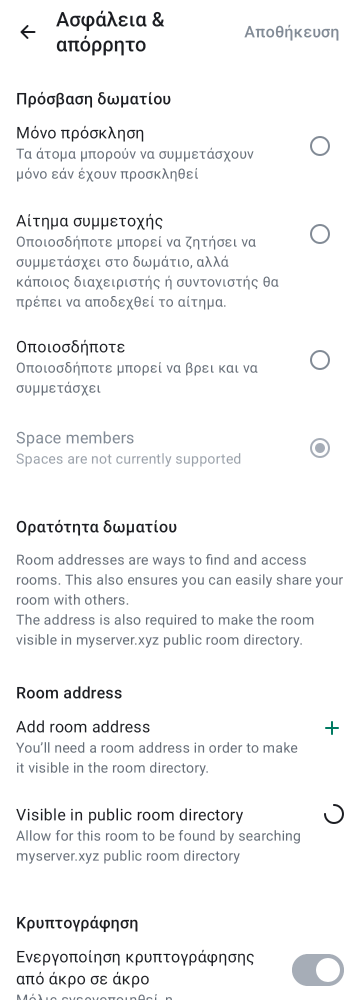 Ασφάλεια &
απόρρητο
Αποθήκευση
Πρόσβαση δωματίου
Μόνο πρόσκληση
Τα άτομα μπορούν να συμμετάσχουν
μόνο εάν έχουν προσκληθεί
Αίτημα συμμετοχής
Οποιοσδήποτε μπορεί να ζητήσει να
συμμετάσχει στο δωμάτιο, αλλά
κάποιος διαχειριστής ή συντονιστής θα
πρέπει να αποδεχθεί το αίτημα.
Οποιοσδήποτε
Οποιοσδήποτε μπορεί να βρει και να
συμμετάσχει
Space members
Spaces are not currently supported
Ορατότητα δωματίου
Room addresses are ways to find and access
rooms. This also ensures you can easily share your
room with others.
The address is also required to make the room
visible in myserver.xyz public room directory.
Room address
Add room address
You’ll need a room address in order to make
it visible in the room directory.
Visible in public room directory
Allow for this room to be found by searching
myserver.xyz public room directory
Κρυπτογράφηση
Ενεργοποίηση κρυπτογράφησης
από άκρο σε άκρο
Μόλις ενεργοποιηθεί, η